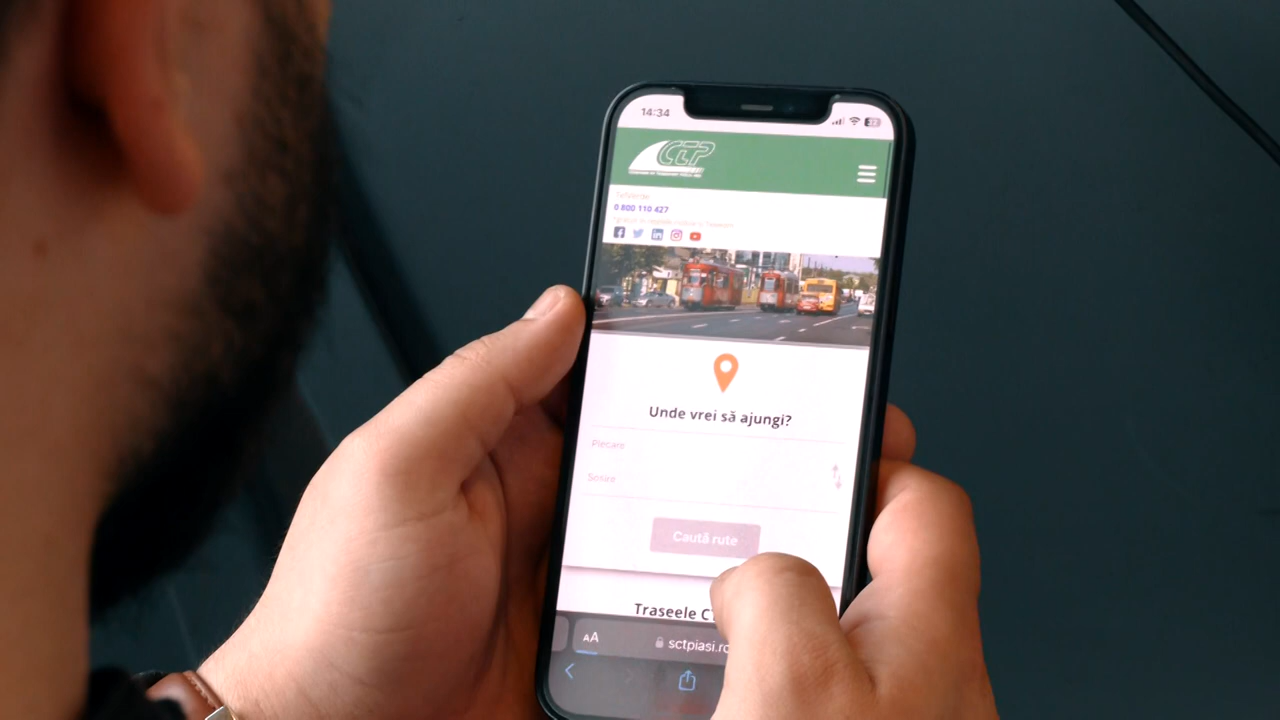 14:34
CTP
TelVerde
0 800 110 427
Unde vrei să ajungi?
Plecare
Sosire
Caută rute
Traseele
AA
sctpiasi.ro